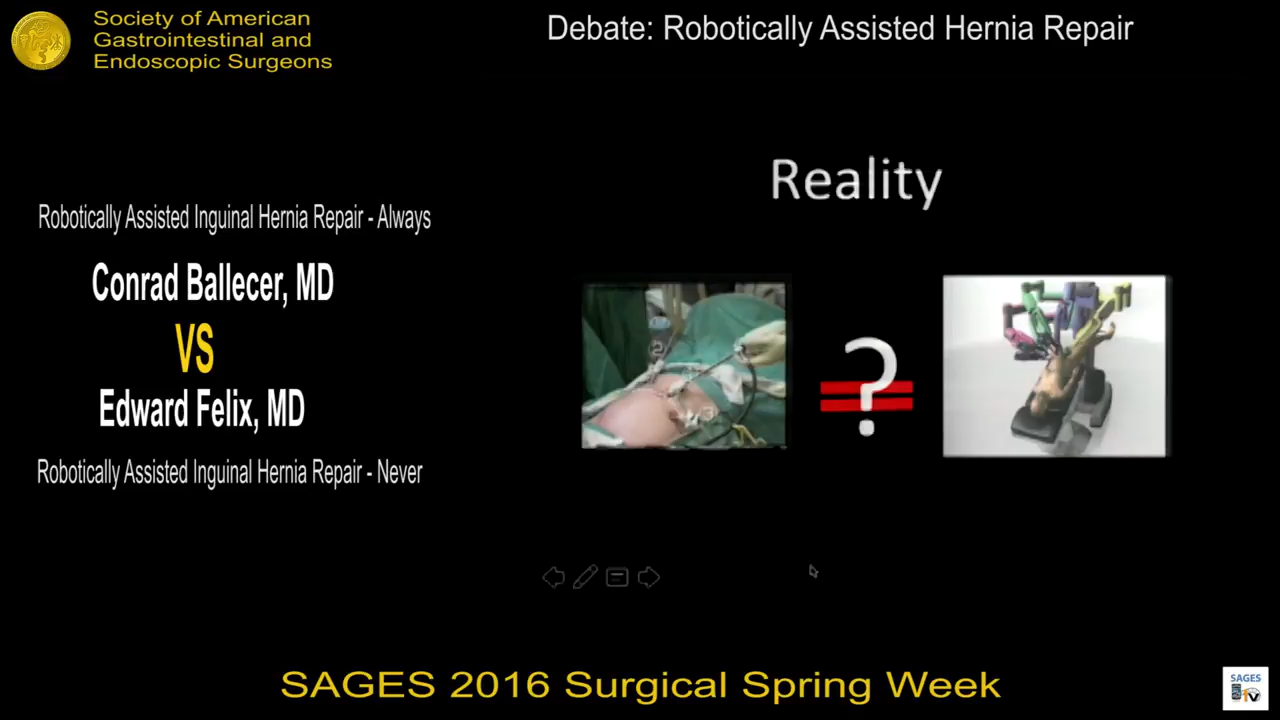 Society of American
Gastrointestinal and
Endoscopic Surgeons
Debate: Robotically Assisted Hernia Repair
Robotically Assisted Inguinal Hernia Repair - Always
Conrad Ballecer, MD
VS
Edward Felix, MD
Robotically Assisted Inguinal Hernia Repair - Never
Reality
?
SAGES 2016 Surgical Spring Week
SAGES
TV